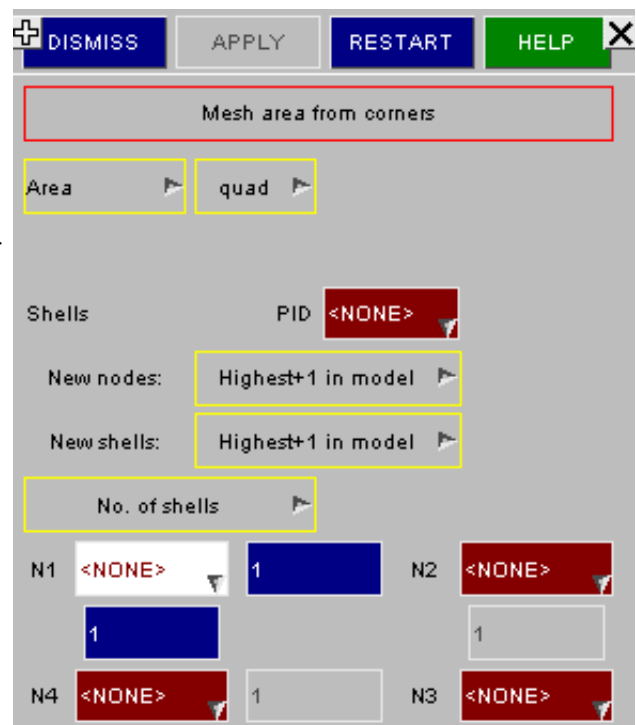 DISMISS APPLY RESTART HELP
Mesh area from corners
Area quad
Shells PID <NONE>
New nodes: Highest+1 in model
New shells: Highest+1 in model
No. of shells
N1 <NONE> 1 N2 <NONE>
1 1
N4 <NONE> 1 N3 <NONE>